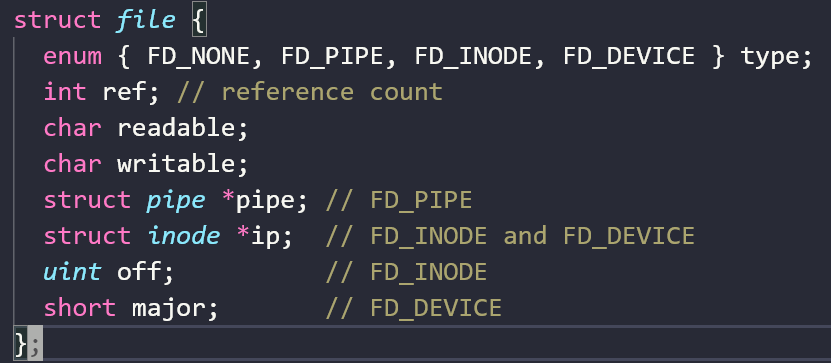 struct file {
  enum { FD_NONE, FD_PIPE, FD_INODE, FD_DEVICE } type;
  int ref; // reference count
  char readable;
  char writable;
  struct pipe *pipe; // FD_PIPE
  struct inode *ip;  // FD_INODE and FD_DEVICE
  uint off;          // FD_INODE
  short major;       // FD_DEVICE
};